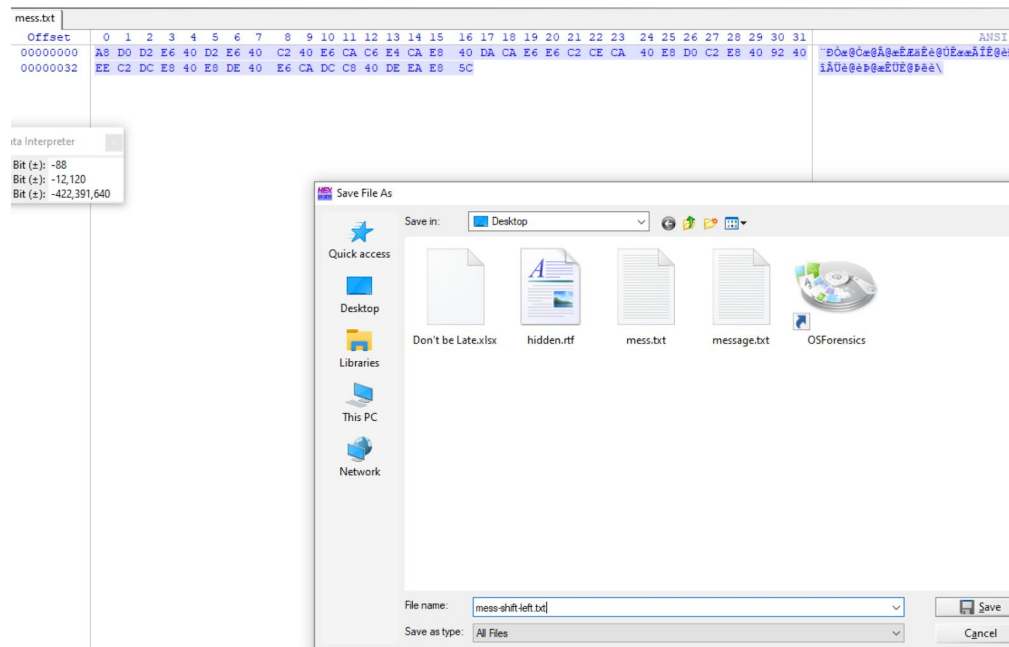 mess.txt
Offset 0 1 2 3 4 5 6 7 8 9 10 11 12 13 14 15 16 17 18 19 20 21 22 23 24 25 26 27 28 29 30 31 ANSI
00000000 A8 D0 D2 E6 40 D2 E6 40 C2 40 E6 CA C6 E4 CA E8 40 DA CA E6 E6 C2 CE CA 40 E8 D0 C2 E8 40 92 40 ¨ÐÒæ@Òæ@Â@æÊÆäÊè@ÚÊææÂÎÊ@è
00000032 EE C2 DC E8 40 E8 DE 40 E6 CA DC C8 40 DE EA E8 5C îÂÜè@èÞ@æÊÜÈ@Þêè\
ata Interpreter
Bit (±): -88
Bit (±): -12,120
Bit (±): -422,391,640
HEX
Save File As
Save in: Desktop
Quick access
Desktop
Libraries
This PC
Network
Don't be Late.xlsx hidden.rtf mess.txt message.txt OSForensics
File name: mess-shift-left.txt Save
Save as type: All Files Cancel